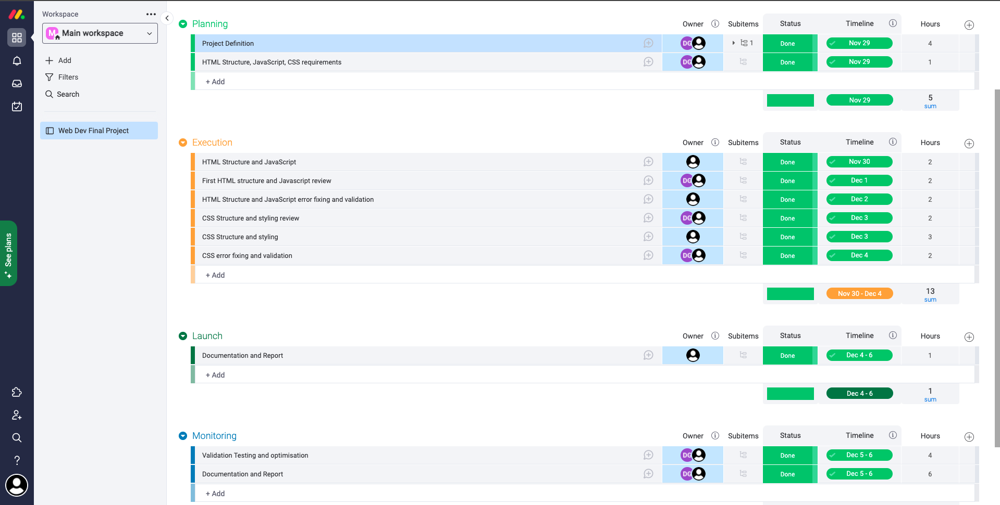 Workspace
M Main workspace
Add
Filters
Search
Web Dev Final Project
See plans
?
Planning Owner Subitems Status Timeline Hours
Project Definition DG 1 Done Nov 29 4
HTML Structure, JavaScript, CSS requirements DG Done Nov 29 1
+ Add
Nov 29 5
sum
Execution Owner Subitems Status Timeline Hours
HTML Structure and JavaScript Done Nov 30 2
First HTML structure and Javascript review DG Done Dec 1 2
HTML Structure and JavaScript error fixing and validation Done Dec 2 2
CSS Structure and styling review DG Done Dec 3 2
CSS Structure and styling Done Dec 3 3
CSS error fixing and validation DG Done Dec 4 2
+ Add
Nov 30 - Dec 4 13
sum
Launch Owner Subitems Status Timeline Hours
Documentation and Report Done Dec 4 - 6 1
+ Add
Dec 4 - 6 1
sum
Monitoring Owner Subitems Status Timeline Hours
Validation Testing and optimisation DG Done Dec 5 - 6 4
Documentation and Report DG Done Dec 5 - 6 6
+ Add